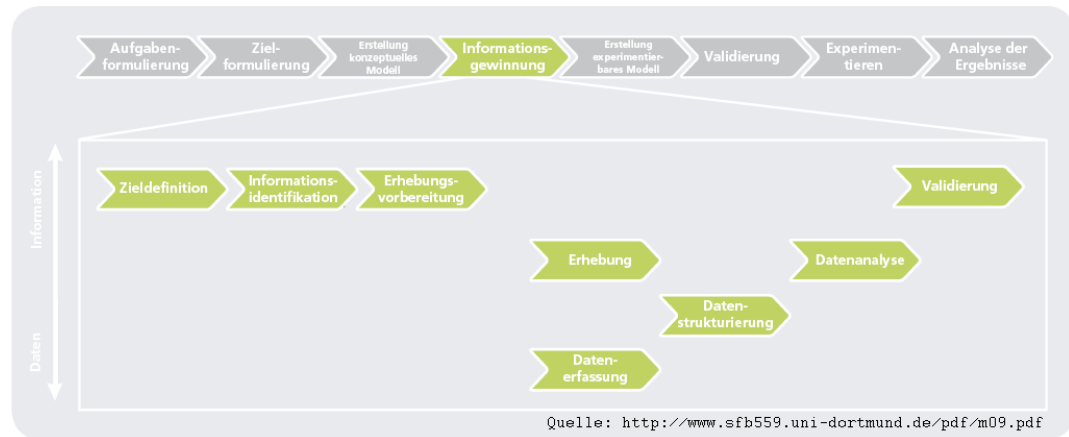 Aufgaben-
formulierung
Ziel-
formulierung
Erstellung
konzeptuelles
Modell
Informations-
gewinnung
Erstellung
experimentier-
bares Modell
Validierung
Experimen-
tieren
Analyse der
Ergebnisse
Information
Daten
Zieldefinition
Informations-
identifikation
Erhebungs-
vorbereitung
Validierung
Erhebung
Datenanalyse
Daten-
strukturierung
Daten-
erfassung
Quelle: http://www.sfb559.uni-dortmund.de/pdf/m09.pdf